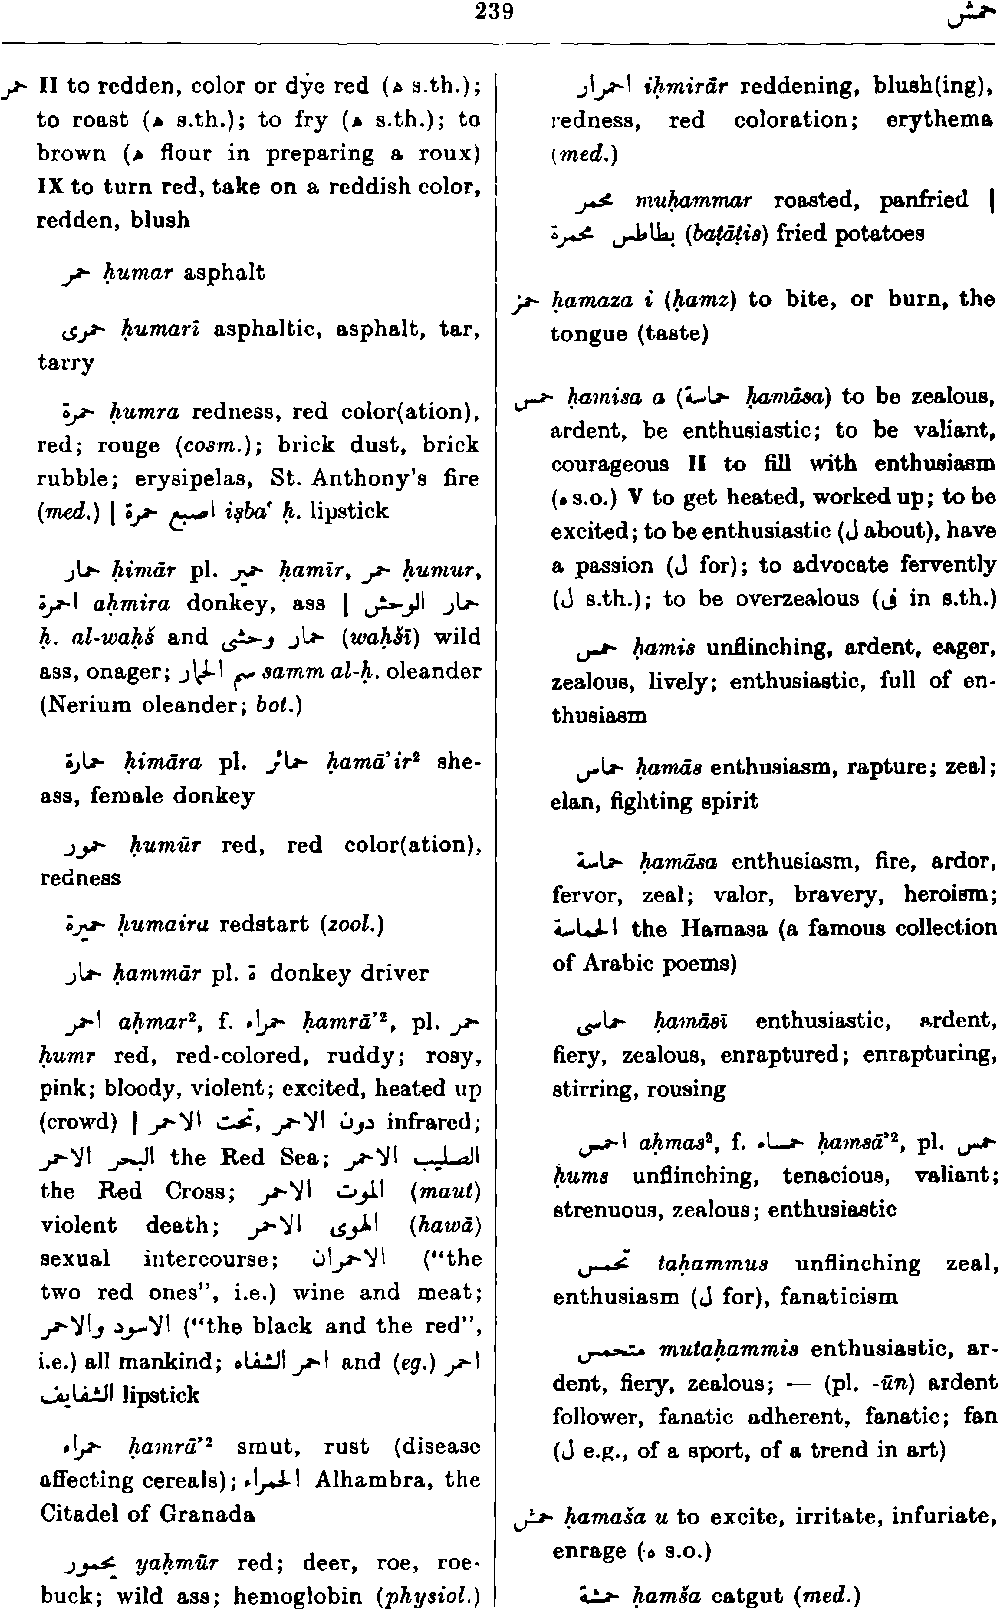 239
حمش
حمر II to redden, color or dye red (ه s.th.);
to roast (ه s.th.); to fry (ه s.th.); to
brown (ه flour in preparing a roux)
IX to turn red, take on a reddish color,
redden, blush
حمر ḥumar asphalt
حمرى ḥumarī asphaltic, asphalt, tar,
tarry
حمرة ḥumra redness, red color(ation),
red; rouge (cosm.); brick dust, brick
rubble; erysipelas, St. Anthony's fire
(med.) | اصبع حمرة iṣba‘ ḥ. lipstick
حمار ḥimār pl. حمير ḥamīr, حمر ḥumur,
احمرة aḥmira donkey, ass | حمار الوحش
ḥ. al-waḥš and حمار وحشى (waḥšī) wild
ass, onager; سم الحمار samm al-ḥ. oleander
(Nerium oleander; bot.)
حمارة ḥimāra pl. حمائر ḥamā’ir² she-
ass, female donkey
حمور ḥumūr red, red color(ation),
redness
حميرة ḥumaira redstart (zool.)
حمار ḥammār pl. ة donkey driver
احمر aḥmar², f. حمراء ḥamrā’², pl. حمر
ḥumr red, red-colored, ruddy; rosy,
pink; bloody, violent; excited, heated up
(crowd) | دون الاحمر, تحت الاحمر infrared;
البحر الاحمر the Red Sea; الصليب الاحمر
the Red Cross; الموت الاحمر (maut)
violent death; الهوى الاحمر (hawā)
sexual intercourse; الاحمران (“the
two red ones”, i.e.) wine and meat;
الاسود والاحمر (“the black and the red”,
i.e.) all mankind; احمر الشفاه and (eg.) احمر
الشفايف lipstick
حمراء ḥamrā’² smut, rust (disease
affecting cereals); الحمراء Alhambra, the
Citadel of Granada
يحمور yaḥmūr red; deer, roe, roe-
buck; wild ass; hemoglobin (physiol.)
احمرار iḥmirār reddening, blush(ing),
redness, red coloration; erythema
(med.)
محمر muḥammar roasted, panfried |
بطاطس محمرة (baṭāṭis) fried potatoes
حمز ḥamaza i (ḥamz) to bite, or burn, the
tongue (taste)
حمس ḥamisa a (حماسة ḥamāsa) to be zealous,
ardent, be enthusiastic; to be valiant,
courageous II to fill with enthusiasm
(ه s.o.) V to get heated, worked up; to be
excited; to be enthusiastic (ل about), have
a passion (ل for); to advocate fervently
(ل s.th.); to be overzealous (فى in s.th.)
حمس ḥamis unflinching, ardent, eager,
zealous, lively; enthusiastic, full of en-
thusiasm
حماس ḥamās enthusiasm, rapture; zeal;
elan, fighting spirit
حماسة ḥamāsa enthusiasm, fire, ardor,
fervor, zeal; valor, bravery, heroism;
الحماسة the Hamasa (a famous collection
of Arabic poems)
حماسى ḥamāsī enthusiastic, ardent,
fiery, zealous, enraptured; enrapturing,
stirring, rousing
احمس aḥmas², f. حمساء ḥamsā’², pl. حمس
ḥums unflinching, tenacious, valiant;
strenuous, zealous; enthusiastic
تحمس taḥammus unflinching zeal,
enthusiasm (ل for), fanaticism
متحمس mutaḥammis enthusiastic, ar-
dent, fiery, zealous; — (pl. -ūn) ardent
follower, fanatic adherent, fanatic; fan
(ل e.g., of a sport, of a trend in art)
حمش ḥamaša u to excite, irritate, infuriate,
enrage (ه s.o.)
حمشة ḥamša catgut (med.)